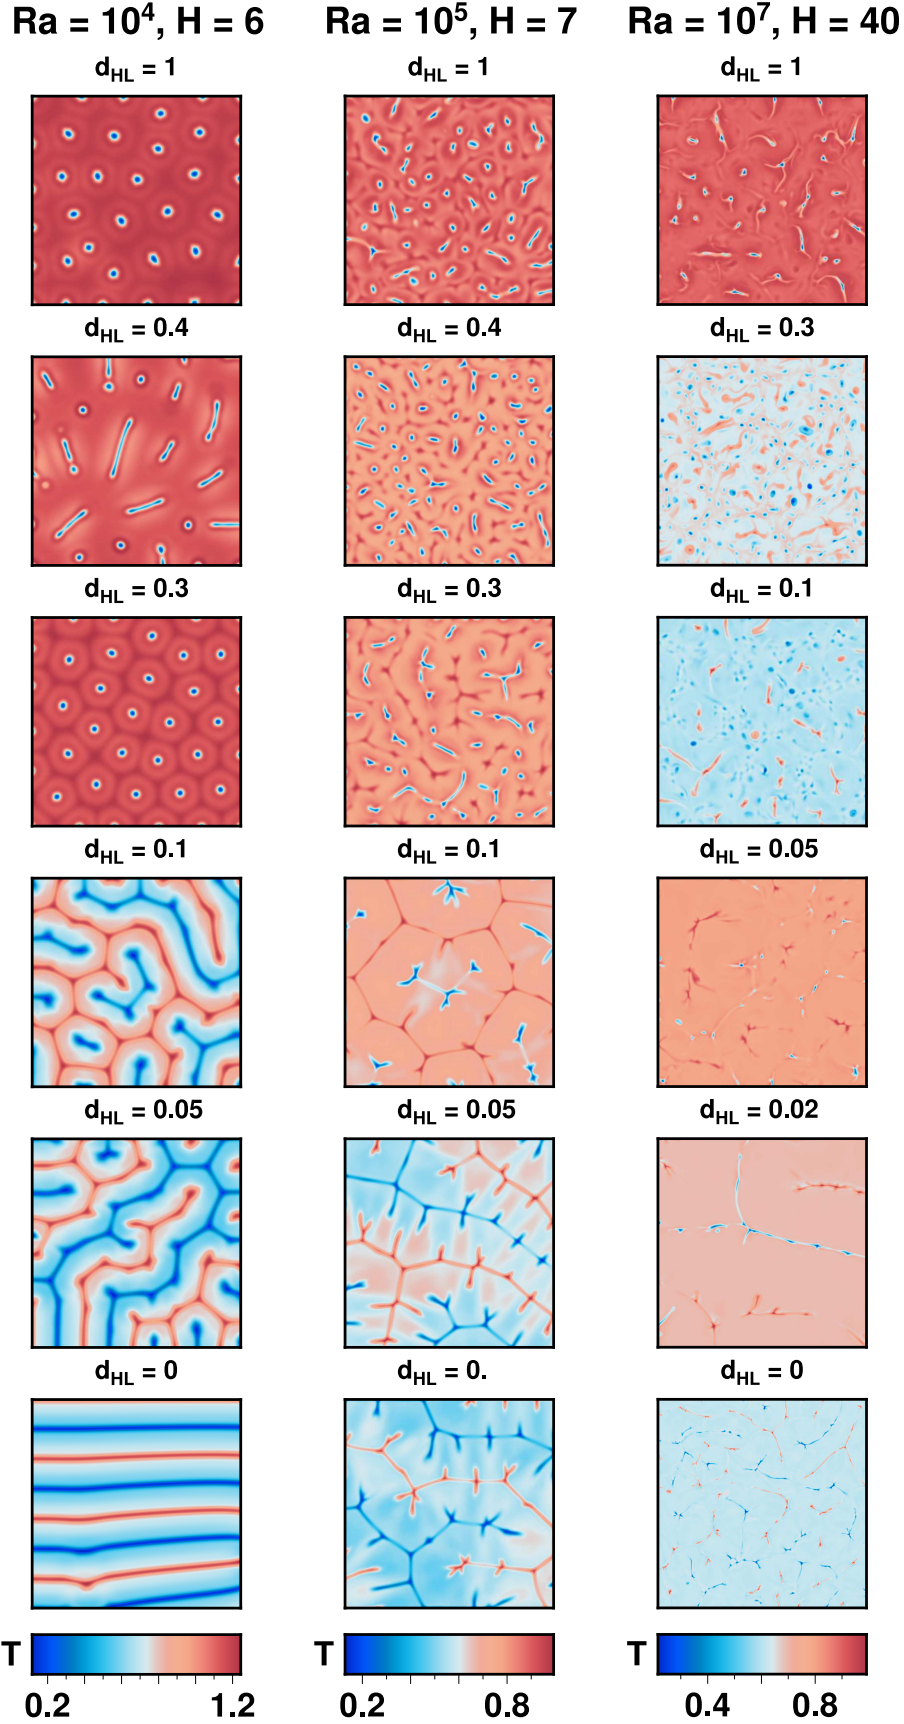 Ra = 10⁴, H = 6 Ra = 10⁵, H = 7 Ra = 10⁷, H = 40
d_HL = 1 d_HL = 1 d_HL = 1
d_HL = 0.4 d_HL = 0.4 d_HL = 0.3
d_HL = 0.3 d_HL = 0.3 d_HL = 0.1
d_HL = 0.1 d_HL = 0.1 d_HL = 0.05
d_HL = 0.05 d_HL = 0.05 d_HL = 0.02
d_HL = 0 d_HL = 0. d_HL = 0
T T T
0.2 1.2 0.2 0.8 0.4 0.8